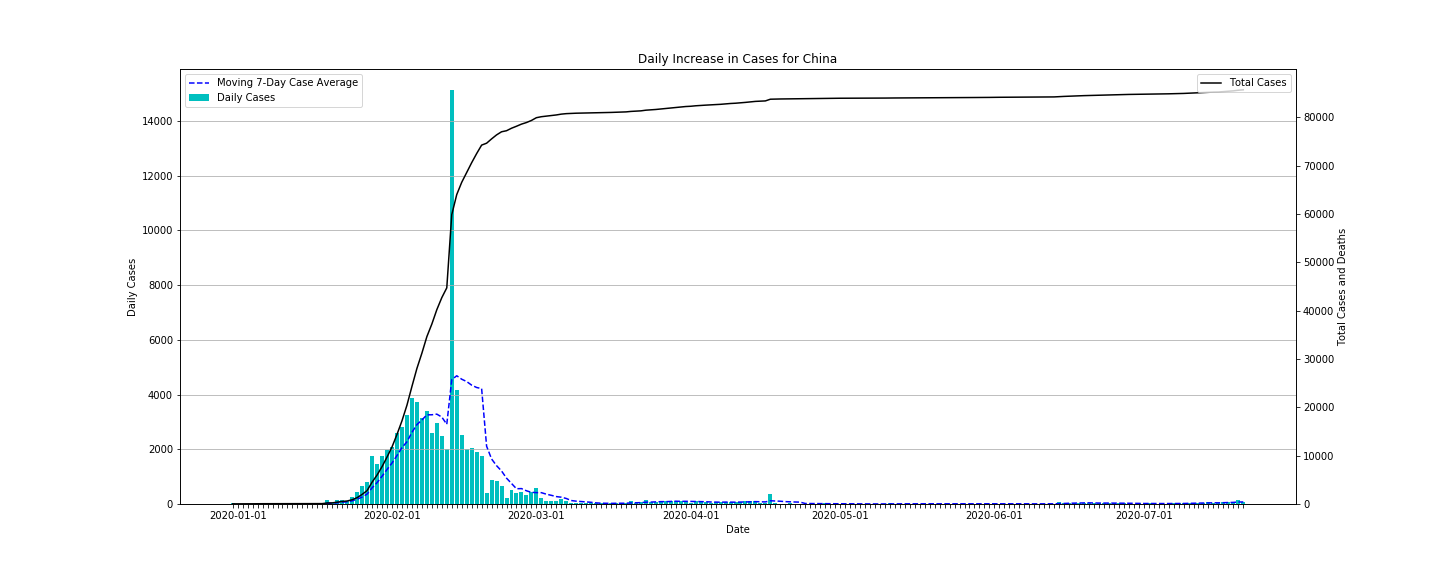 Daily Increase in Cases for China
Moving 7-Day Case Average
Daily Cases
Total Cases
14000
12000
10000
8000
6000
4000
2000
0
Daily Cases
80000
70000
60000
50000
40000
30000
20000
10000
0
Total Cases and Deaths
2020-01-01 2020-02-01 2020-03-01 2020-04-01 2020-05-01 2020-06-01 2020-07-01
Date